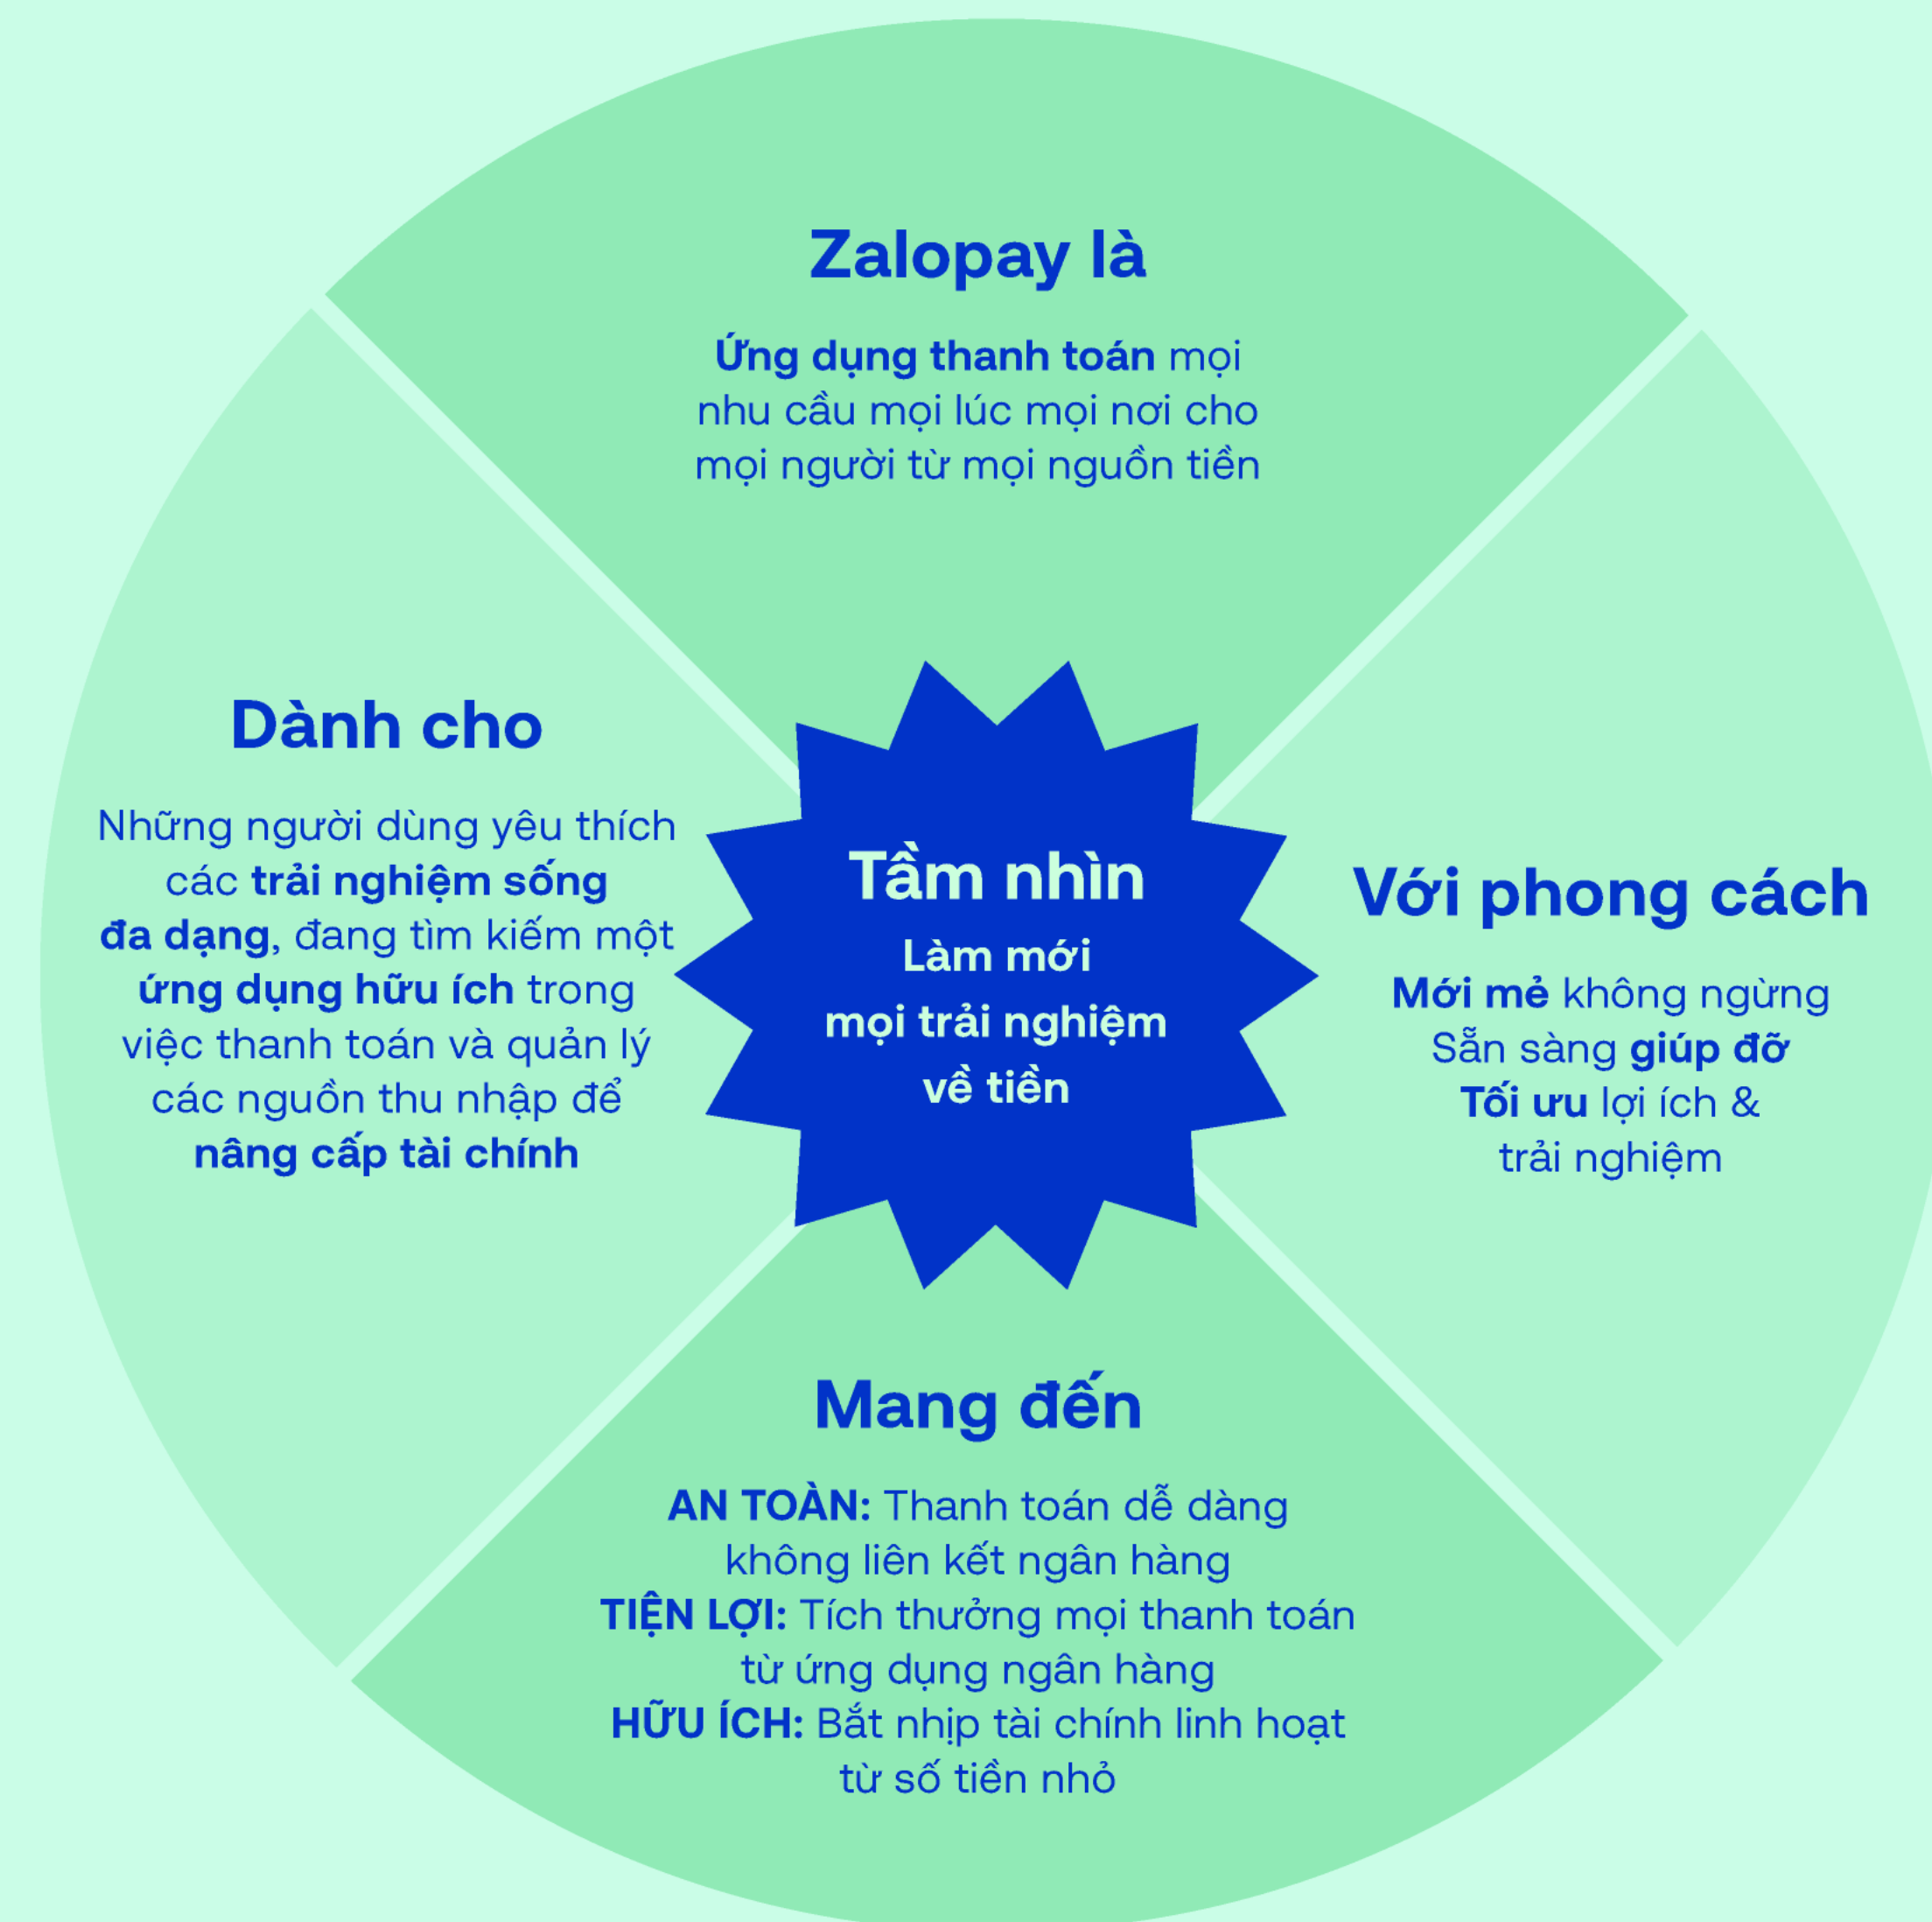 Zalopay là
Ứng dụng thanh toán mọi
nhu cầu mọi lúc mọi nơi cho
mọi người từ mọi nguồn tiền
Dành cho
Những người dùng yêu thích
các trải nghiệm sống
đa dạng, đang tìm kiếm một
ứng dụng hữu ích trong
việc thanh toán và quản lý
các nguồn thu nhập để
nâng cấp tài chính
Tầm nhìn
Làm mới
mọi trải nghiệm
về tiền
Với phong cách
Mới mẻ không ngừng
Sẵn sàng giúp đỡ
Tối ưu lợi ích &
trải nghiệm
Mang đến
AN TOÀN: Thanh toán dễ dàng
không liên kết ngân hàng
TIỆN LỢI: Tích thưởng mọi thanh toán
từ ứng dụng ngân hàng
HỮU ÍCH: Bắt nhịp tài chính linh hoạt
từ số tiền nhỏ